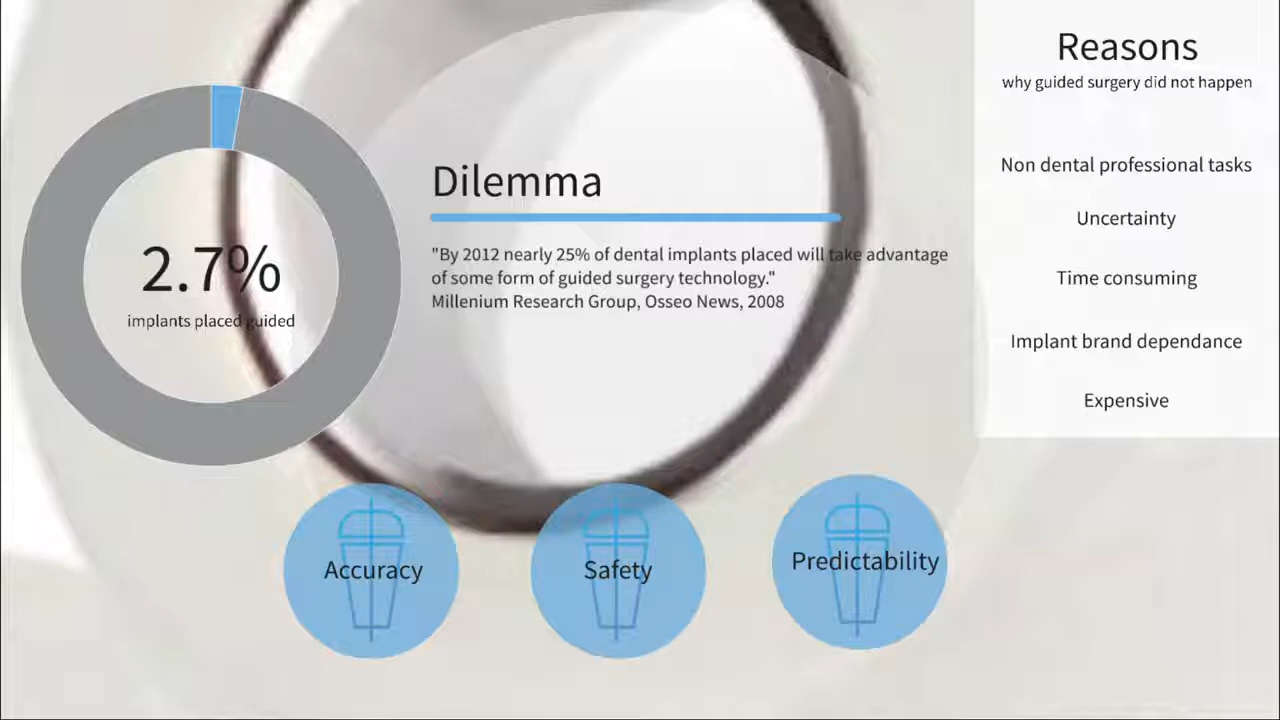 2.7%
implants placed guided
Dilemma
"By 2012 nearly 25% of dental implants placed will take advantage
of some form of guided surgery technology."
Millenium Research Group, Osseo News, 2008
Reasons
why guided surgery did not happen
Non dental professional tasks
Uncertainty
Time consuming
Implant brand dependance
Expensive
Accuracy
Safety
Predictability